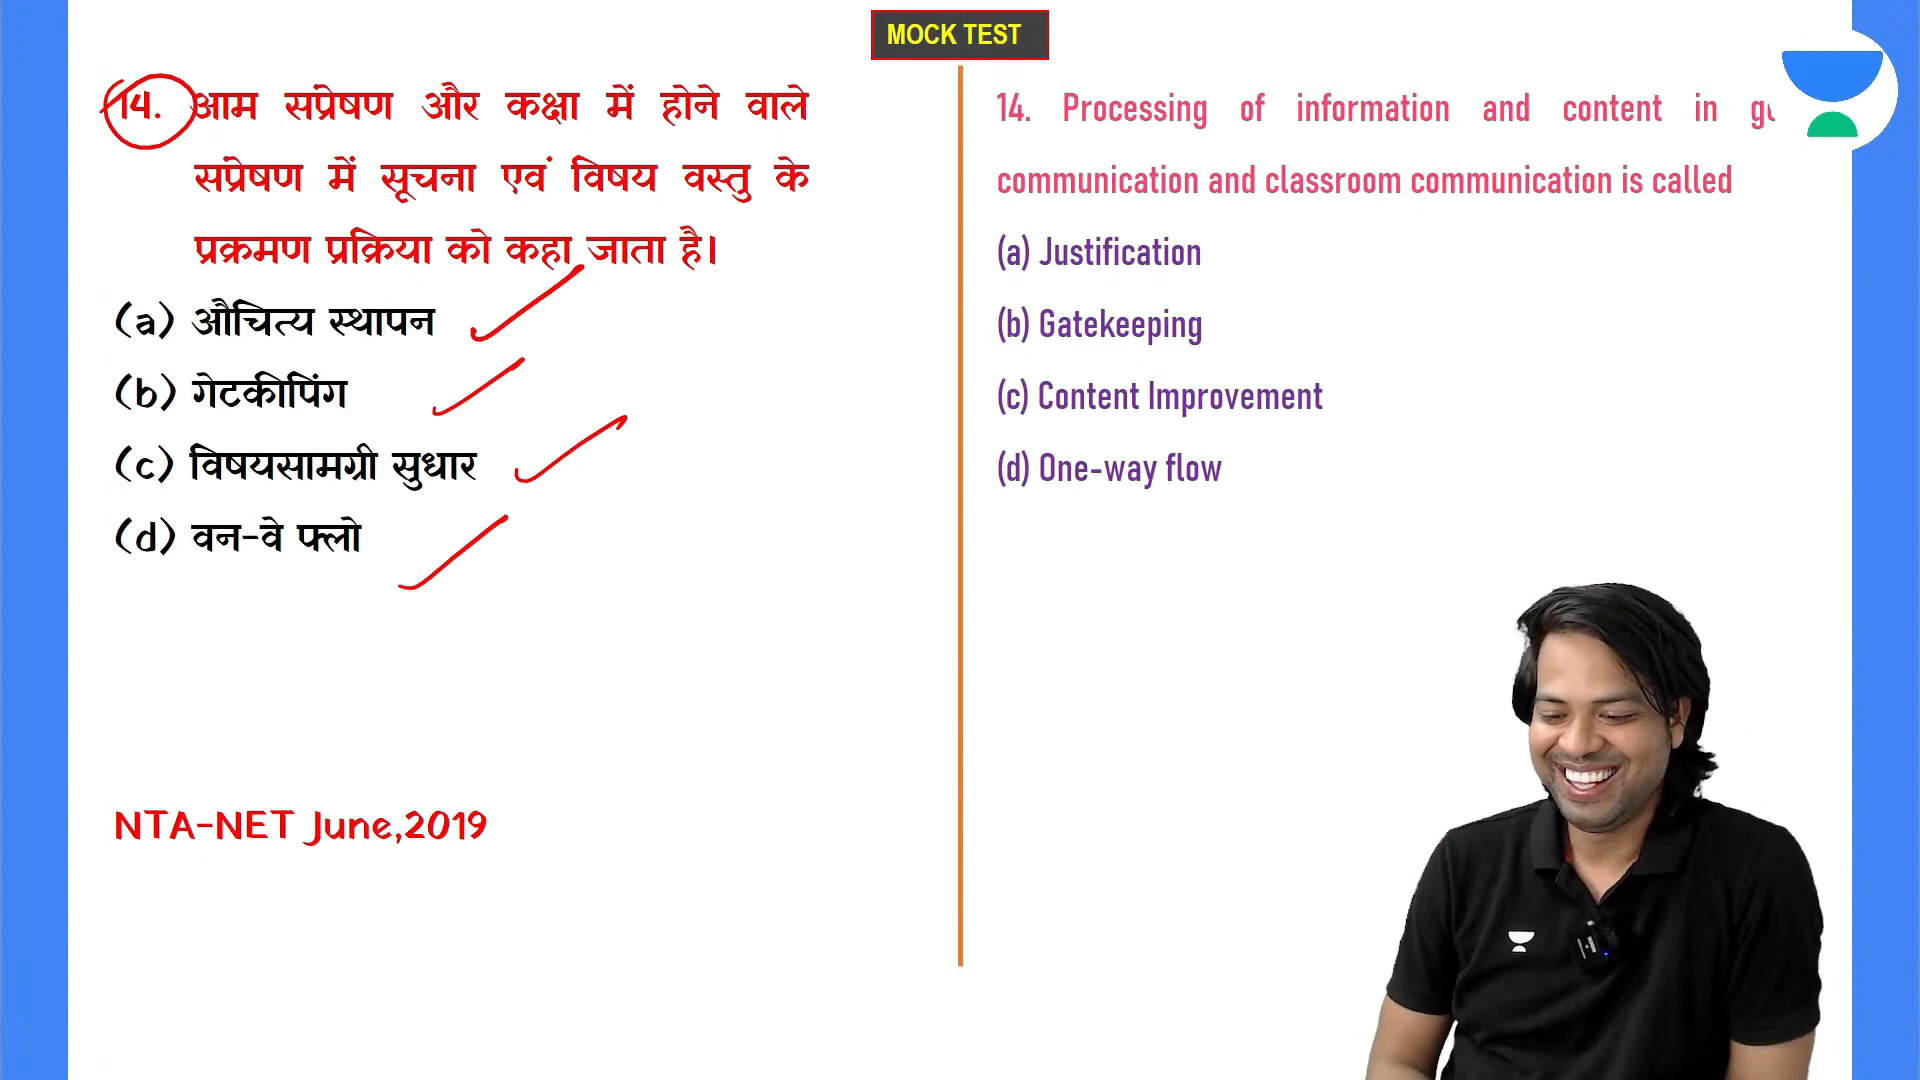 MOCK TEST
14. आम संप्रेषण और कक्षा में होने वाले
संप्रेषण में सूचना एवं विषय वस्तु के
प्रक्रमण प्रक्रिया को कहा जाता है।
(a) औचित्य स्थापन
(b) गेटकीपिंग
(c) विषयसामग्री सुधार
(d) वन-वे फ्लो
NTA-NET June,2019
14. Processing of information and content in
communication and classroom communication is called
(a) Justification
(b) Gatekeeping
(c) Content Improvement
(d) One-way flow